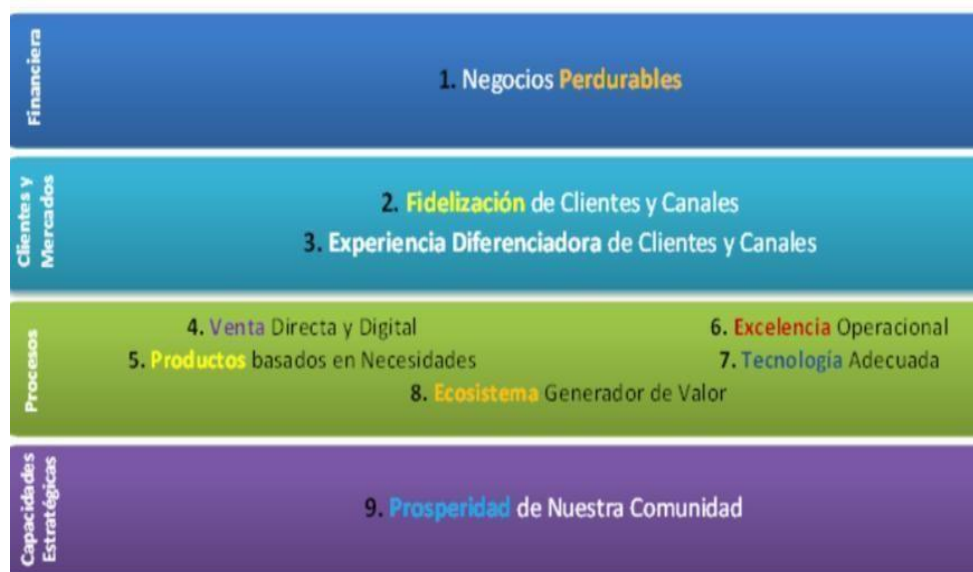 Financiera
1. Negocios Perdurables
Clientes y
Mercados
2. Fidelización de Clientes y Canales
3. Experiencia Diferenciadora de Clientes y Canales
Procesos
4. Venta Directa y Digital
5. Productos basados en Necesidades
6. Excelencia Operacional
7. Tecnología Adecuada
8. Ecosistema Generador de Valor
Capacidades
Estratégicas
9. Prosperidad de Nuestra Comunidad